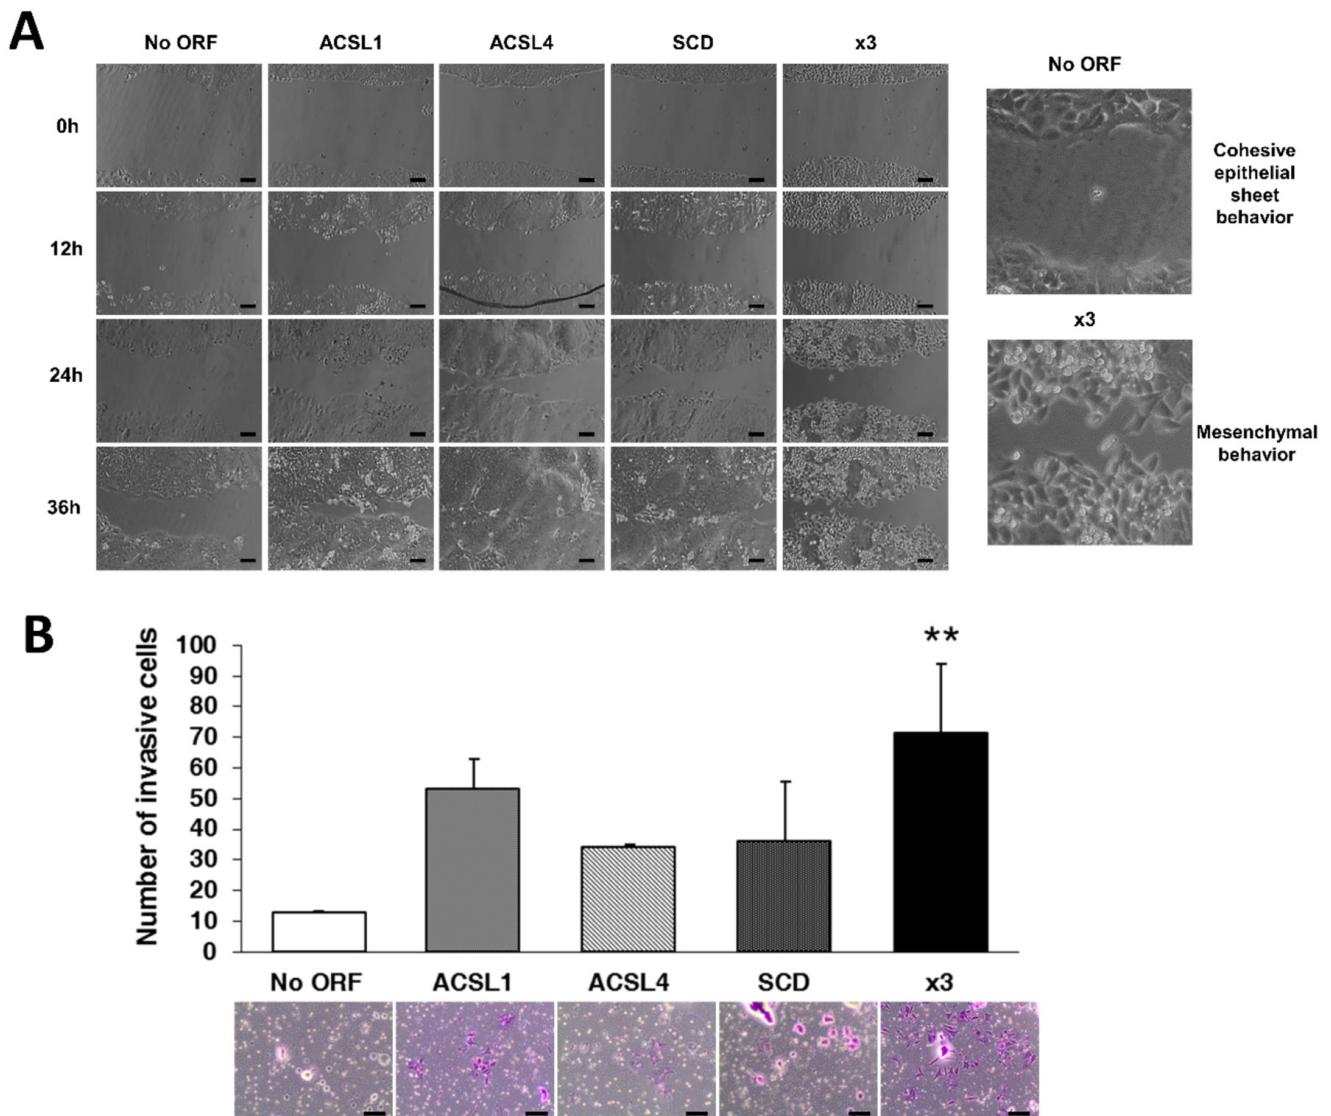 A
No ORF
ACSL1
ACSL4
SCD
x3
0h
12h
24h
36h
No ORF
Cohesive
epithelial
sheet
behavior
x3
Mesenchymal
behavior
B
Number of invasive cells
100
90
80
70
60
50
40
30
20
10
0
**
No ORF
ACSL1
ACSL4
SCD
x3